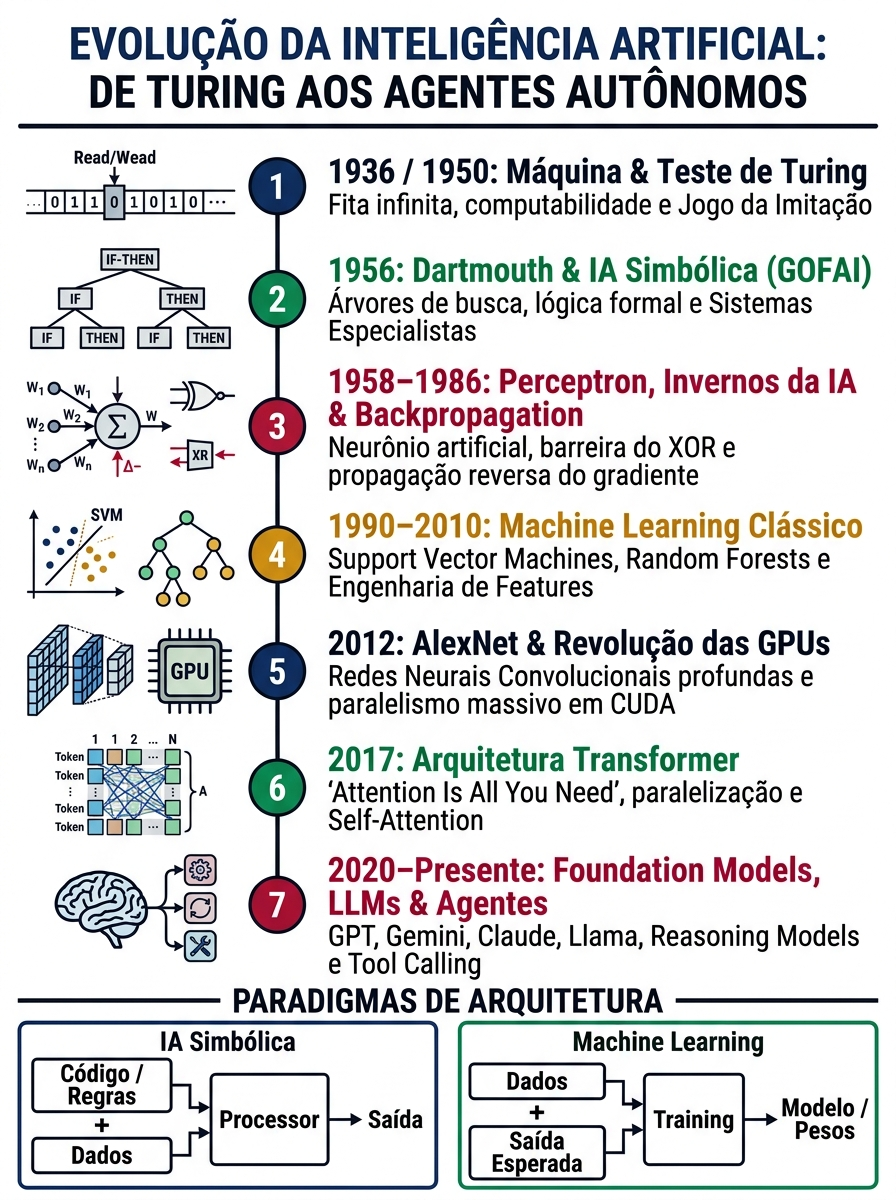 EVOLUÇÃO DA INTELIGÊNCIA ARTIFICIAL:
DE TURING AOS AGENTES AUTÔNOMOS
Read/Wead
... 0 1 1 0 1 0 1 0 ...
1
1936 / 1950: Máquina & Teste de Turing
Fita infinita, computabilidade e Jogo da Imitação
IF-THEN
IF THEN
IF THEN IF THEN
2
1956: Dartmouth & IA Simbólica (GOFAI)
Árvores de busca, lógica formal e Sistemas
Especialistas
W1 W1
W2 W2 Σ W
⋮
Wn Wn Δ− XR
3
1958–1986: Perceptron, Invernos da IA
& Backpropagation
Neurônio artificial, barreira do XOR e
propagação reversa do gradiente
SVM
4
1990–2010: Machine Learning Clássico
Support Vector Machines, Random Forests e
Engenharia de Features
GPU
5
2012: AlexNet & Revolução das GPUs
Redes Neurais Convolucionais profundas e
paralelismo massivo em CUDA
1 1 2 ... N
Token ...
Token
⋮ ⋮ A
Token
Token ...
6
2017: Arquitetura Transformer
‘Attention Is All You Need’, paralelização e
Self-Attention
7
2020–Presente: Foundation Models,
LLMs & Agentes
GPT, Gemini, Claude, Llama, Reasoning Models
e Tool Calling
PARADIGMAS DE ARQUITETURA
IA Simbólica
Código /
Regras
+
Dados
Processor
Saída
Machine Learning
Dados
+
Saída
Esperada
Training
Modelo /
Pesos